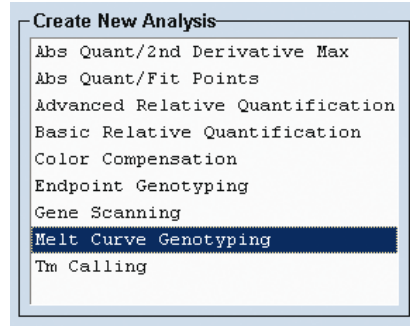 Create New Analysis
Abs Quant/2nd Derivative Max
Abs Quant/Fit Points
Advanced Relative Quantification
Basic Relative Quantification
Color Compensation
Endpoint Genotyping
Gene Scanning
Melt Curve Genotyping
Tm Calling